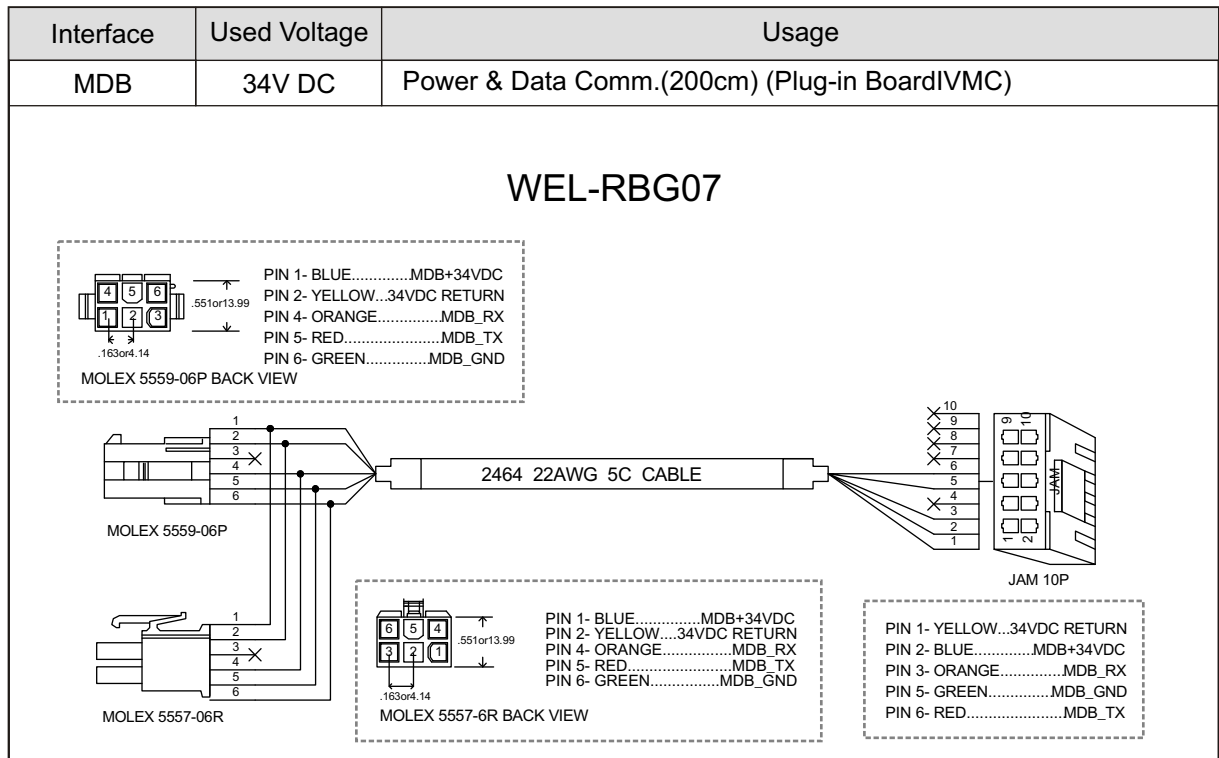 Interface Used Voltage Usage
MDB 34V DC Power & Data Comm.(200cm) (Plug-in BoardIVMC)
WEL-RBG07
4 5 6
1 2 3
.551or13.99
.163or4.14
PIN 1- BLUE..............MDB+34VDC
PIN 2- YELLOW...34VDC RETURN
PIN 4- ORANGE................MDB_RX
PIN 5- RED.......................MDB_TX
PIN 6- GREEN................MDB_GND
MOLEX 5559-06P BACK VIEW
1
2
3
4
5
6
MOLEX 5559-06P
2464 22AWG 5C CABLE
10
9
8
7
6
5
4
3
2
1
9 10
JAM
1 2
JAM 10P
1
2
3
4
5
6
MOLEX 5557-06R
6 5 4
3 2 1
.551or13.99
.163or4.14
PIN 1- BLUE..............MDB+34VDC
PIN 2- YELLOW....34VDC RETURN
PIN 4- ORANGE................MDB_RX
PIN 5- RED.......................MDB_TX
PIN 6- GREEN.................MDB_GND
MOLEX 5557-6R BACK VIEW
PIN 1- YELLOW...34VDC RETURN
PIN 2- BLUE..............MDB+34VDC
PIN 3- ORANGE...............MDB_RX
PIN 5- GREEN...............MDB_GND
PIN 6- RED.......................MDB_TX